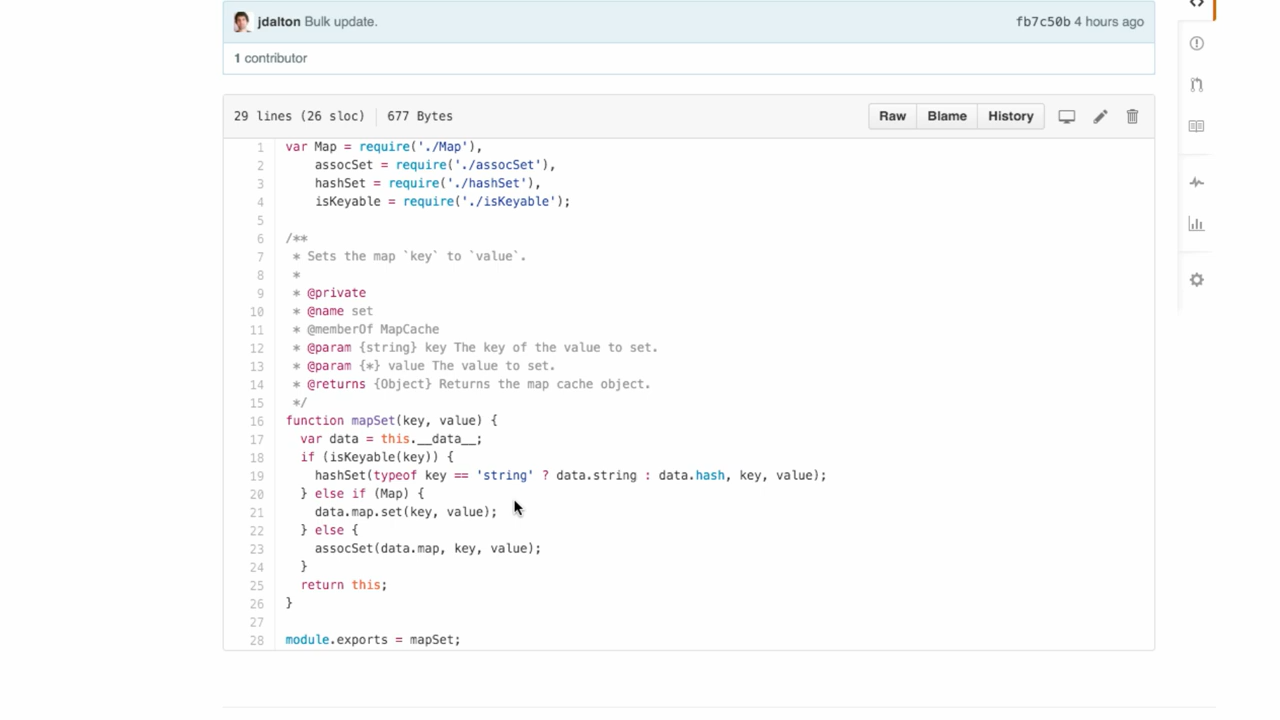 jdalton Bulk update. fb7c50b 4 hours ago
1 contributor
29 lines (26 sloc) 677 Bytes Raw Blame History
1 var Map = require('./Map'),
2     assocSet = require('./assocSet'),
3     hashSet = require('./hashSet'),
4     isKeyable = require('./isKeyable');
5
6 /**
7  * Sets the map `key` to `value`.
8  *
9  * @private
10  * @name set
11  * @memberOf MapCache
12  * @param {string} key The key of the value to set.
13  * @param {*} value The value to set.
14  * @returns {Object} Returns the map cache object.
15  */
16 function mapSet(key, value) {
17   var data = this.__data__;
18   if (isKeyable(key)) {
19     hashSet(typeof key == 'string' ? data.string : data.hash, key, value);
20   } else if (Map) {
21     data.map.set(key, value);
22   } else {
23     assocSet(data.map, key, value);
24   }
25   return this;
26 }
27
28 module.exports = mapSet;